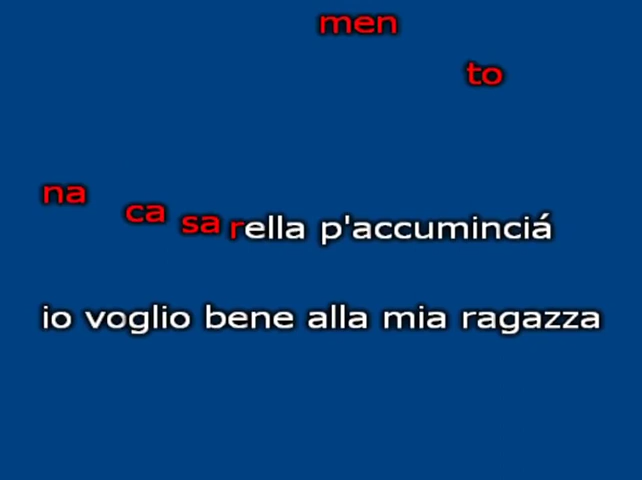 men
to
na ca sa rella p'accuminciá
io voglio bene alla mia ragazza